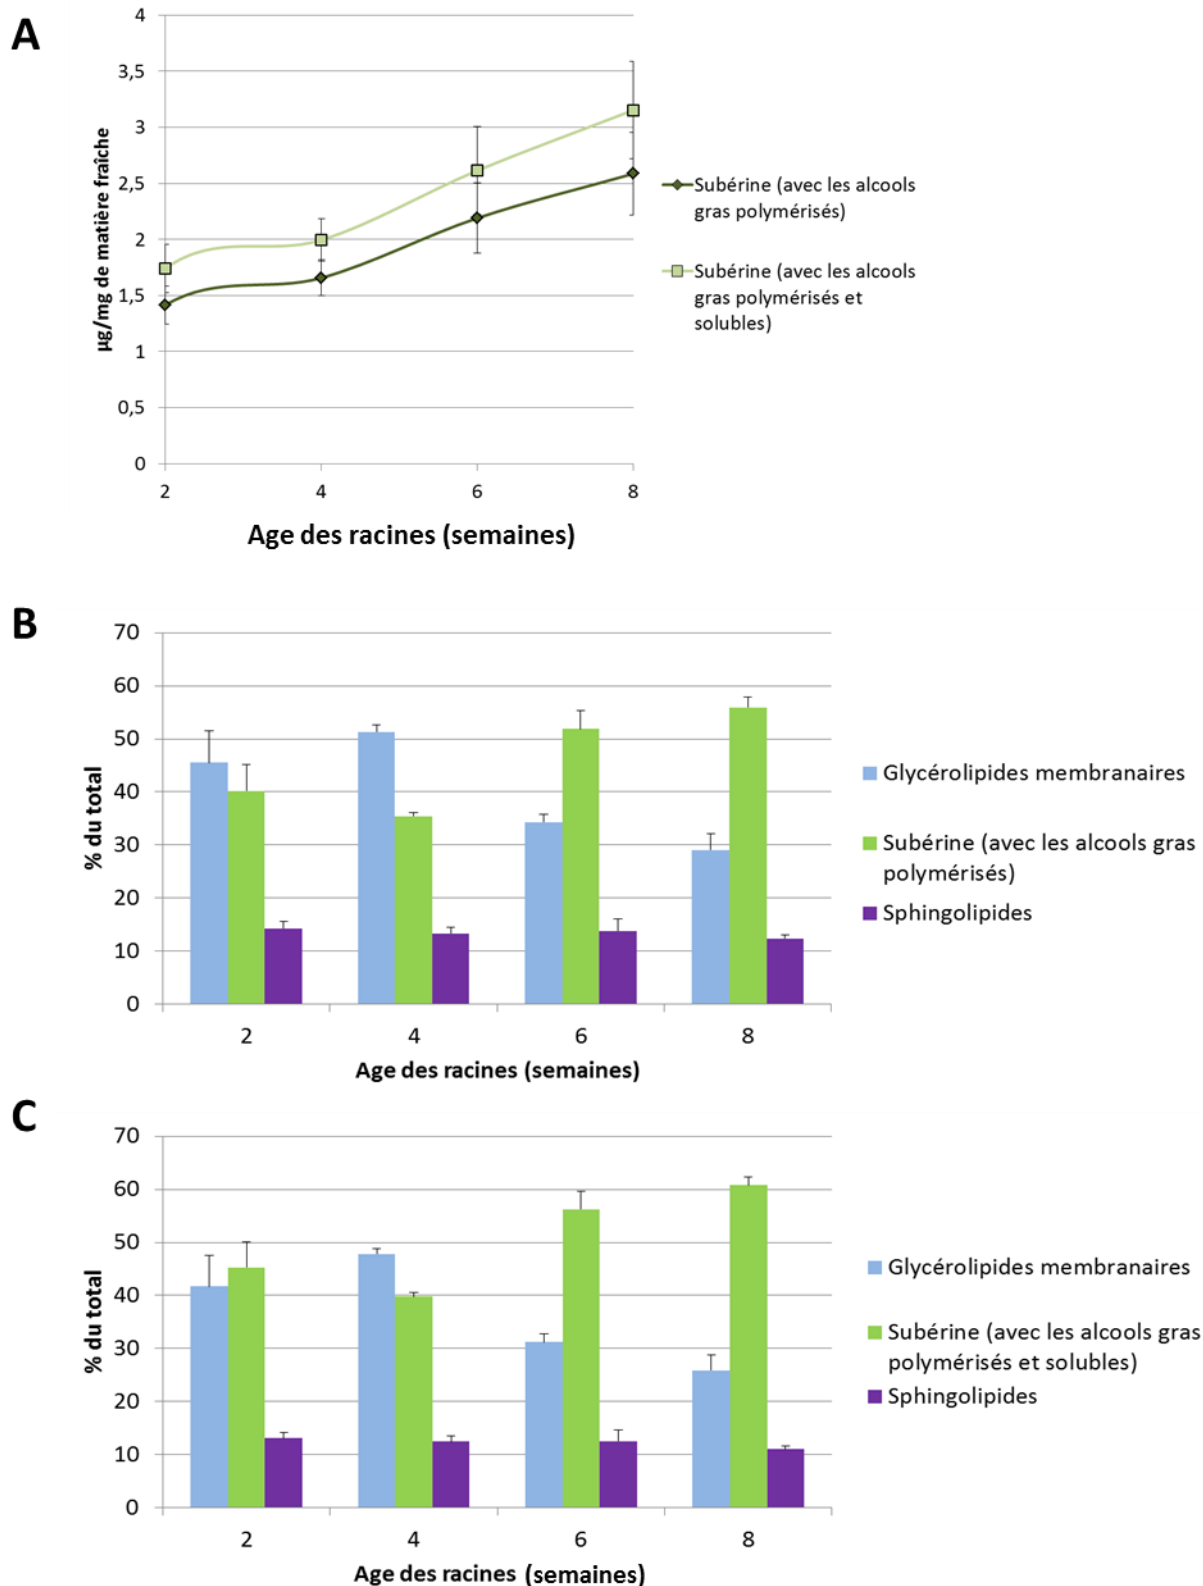 A
4
3,5
3
2,5
2
1,5
1
0,5
0
µg/mg de matière fraîche
2 4 6 8
Age des racines (semaines)
Subérine (avec les alcools
gras polymérisés)
Subérine (avec les alcools
gras polymérisés et
solubles)
B
70
60
50
40
30
20
10
0
% du total
2 4 6 8
Age des racines (semaines)
Glycérolipides membranaires
Subérine (avec les alcools gras
polymérisés)
Sphingolipides
C
70
60
50
40
30
20
10
0
% du total
2 4 6 8
Age des racines (semaines)
Glycérolipides membranaires
Subérine (avec les alcools gras
polymérisés et solubles)
Sphingolipides